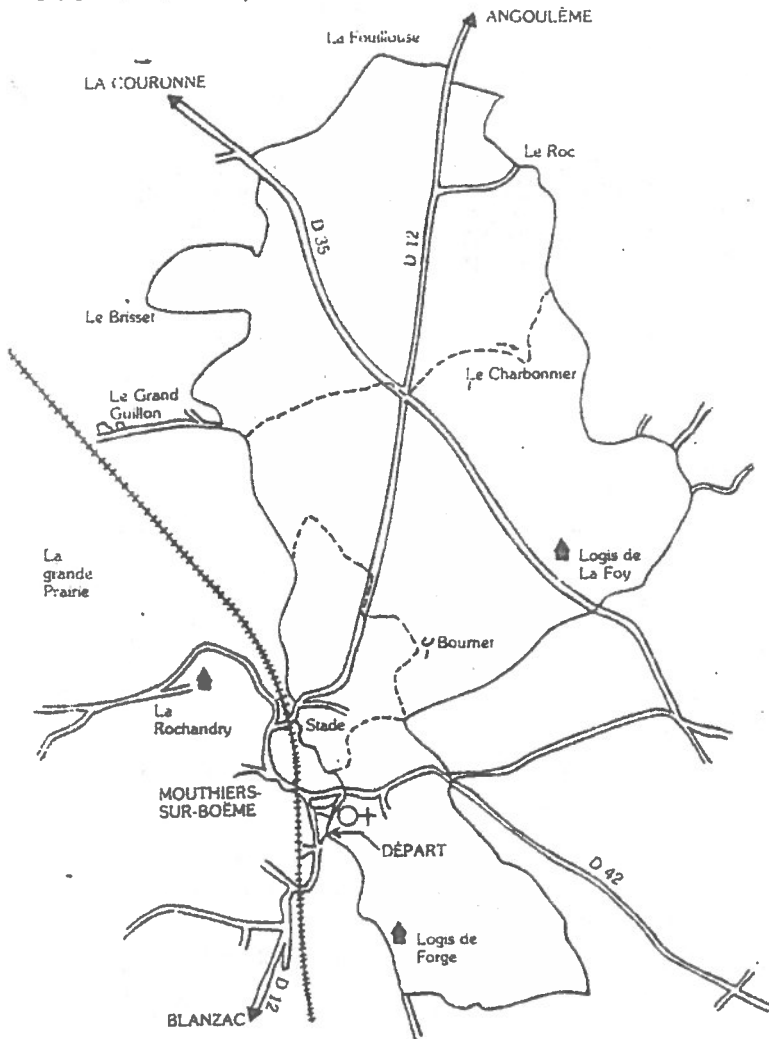 ANGOULÊME
La Fouillouse
LA COURONNE
Le Roc
D 35
D 12
Le Brisset
Le Charbonnier
Le Grand
Guillon
La
grande
Prairie
Logis de
La Foy
Bournet
La
Rochandry
Stade
MOUTHIERS-
SUR-BOËME
DÉPART
D 42
Logis de
Forge
D 12
BLANZAC